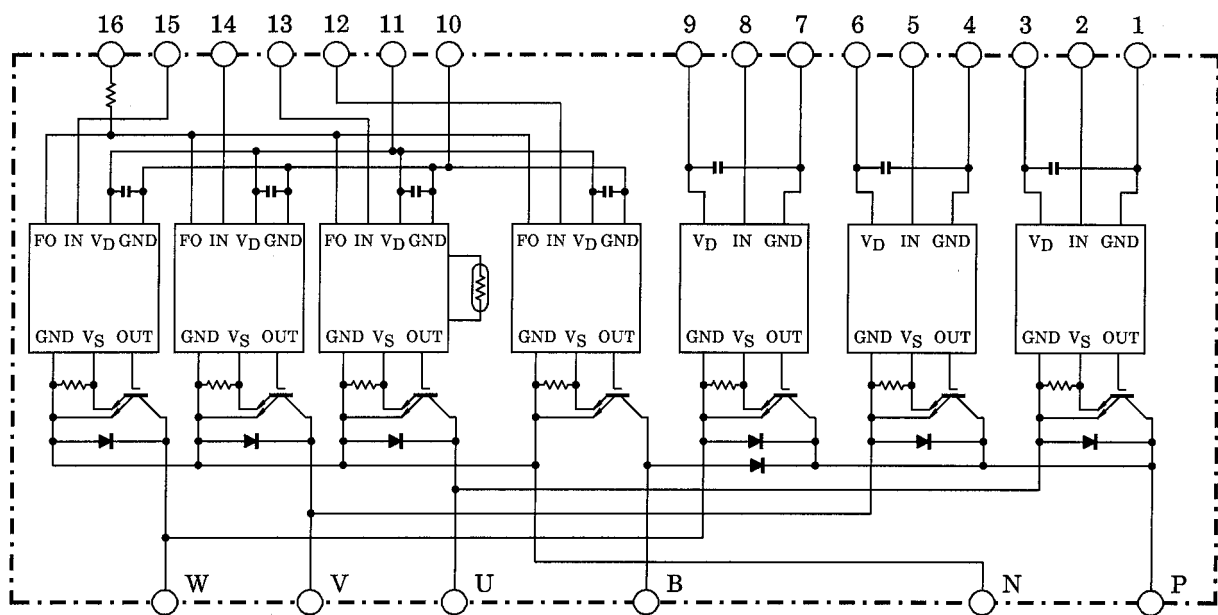 16 15 14 13 12 11 10 9 8 7 6 5 4 3 2 1
FO IN VD GND FO IN VD GND FO IN VD GND FO IN VD GND VD IN GND VD IN GND VD IN GND
GND VS OUT GND VS OUT GND VS OUT GND VS OUT GND VS OUT GND VS OUT GND VS OUT
W V U B N P